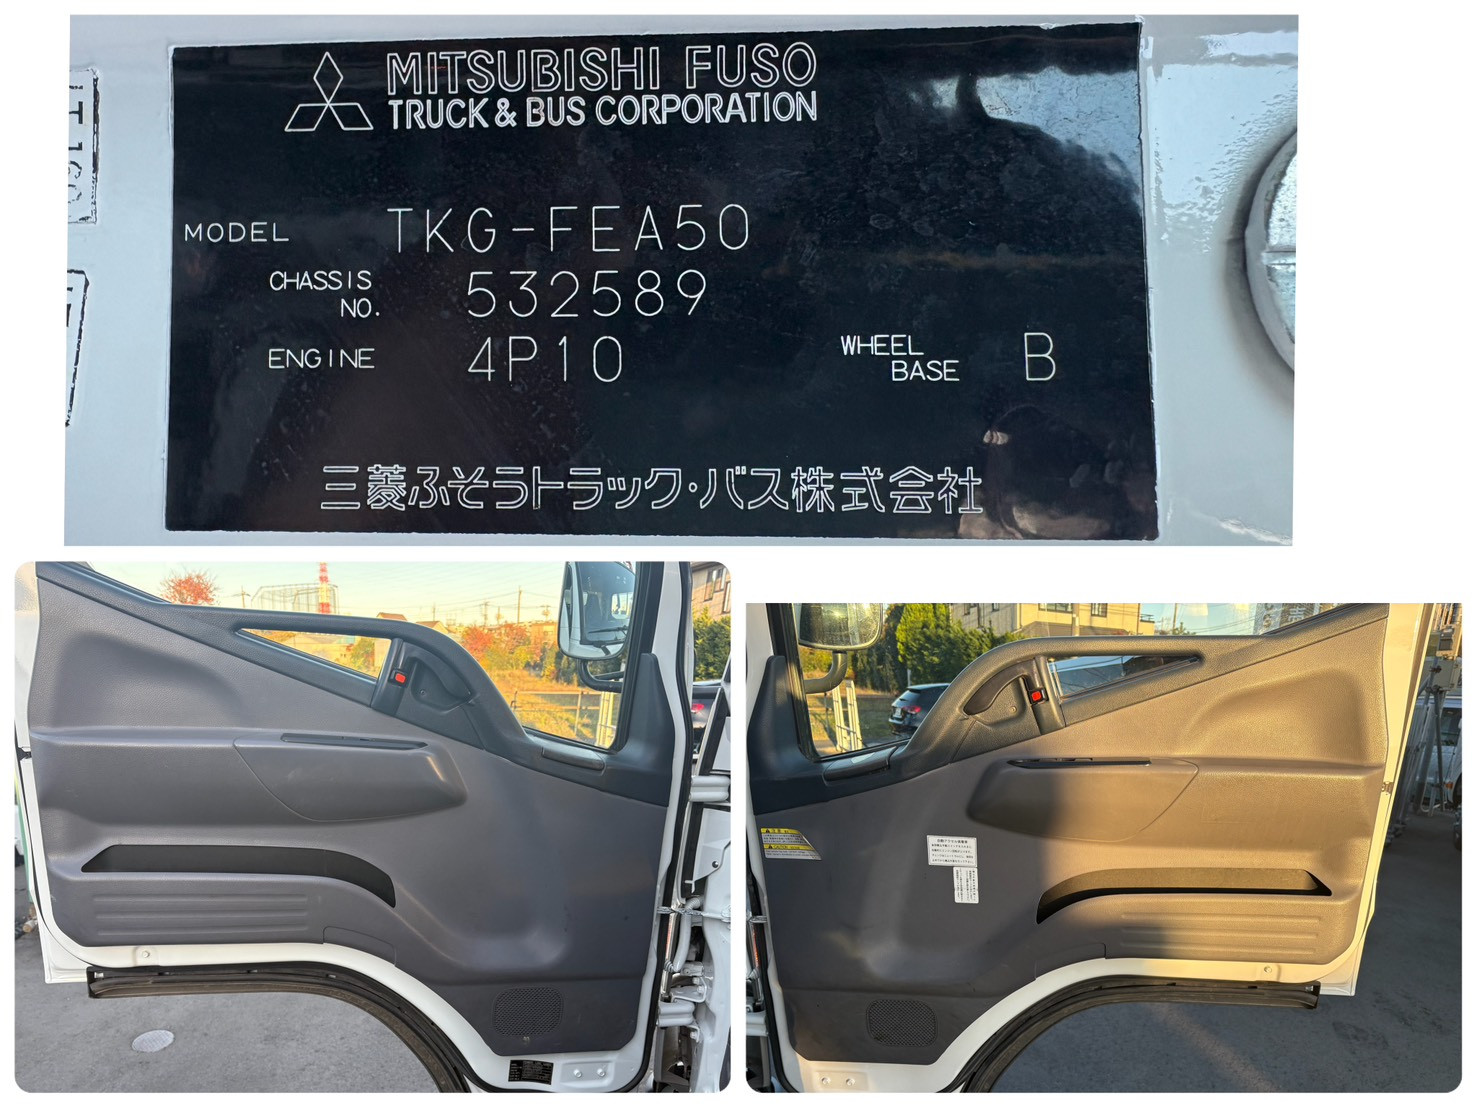 MITSUBISHI FUSO
TRUCK & BUS CORPORATION
MODEL TKG-FEA50
CHASSIS NO. 532589
ENGINE 4P10
WHEEL BASE B
三菱ふそうトラック・バス株式会社